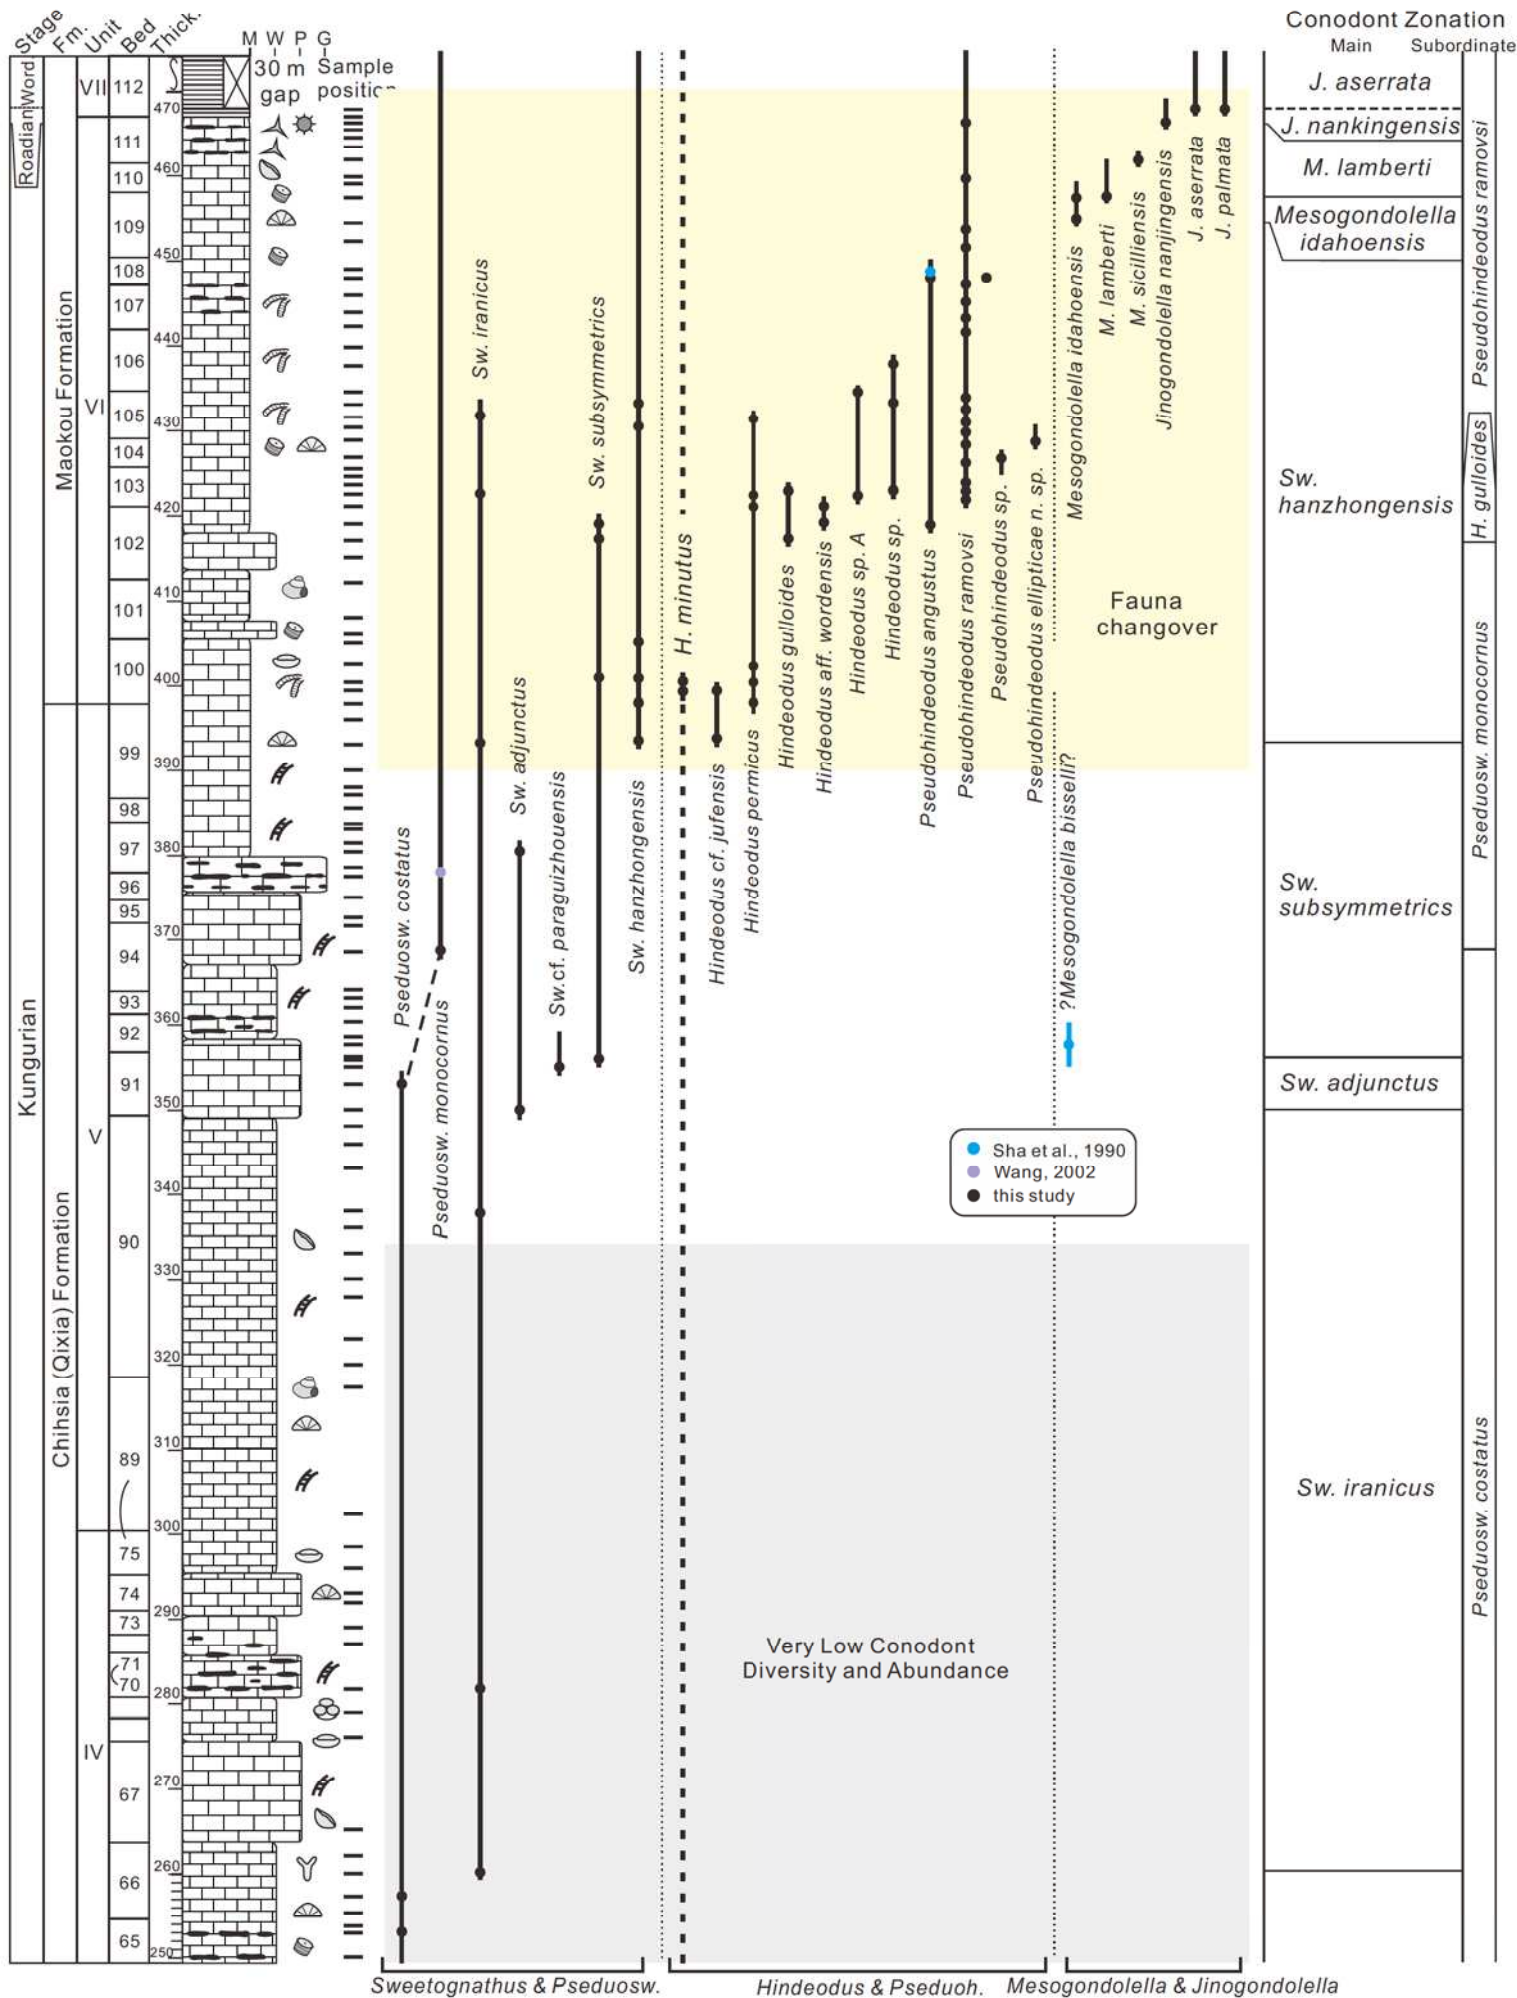 Stage
Fm.
Unit
Bed
Thick.
M W P G
30 m
gap
Sample
position
Conodont Zonation
Main
Subordinate
Word.
Roadian
Kungurian
Maokou Formation
Chihsia (Qixia) Formation
VII
VI
V
IV
112
111
110
109
108
107
106
105
104
103
102
101
100
99
98
97
96
95
94
93
92
91
90
89
75
74
73
71
70
67
66
65
470
460
450
440
430
420
410
400
390
380
370
360
350
340
330
320
310
300
290
280
270
260
250
Pseduosw. costatus
Pseduosw. monocornus
Sw. iranicus
Sw. adjunctus
Sw.cf. paraguizhouensis
Sw. subsymmetrics
Sw. hanzhongensis
H. minutus
Hindeodus cf. jufensis
Hindeodus permicus
Hindeodus gulloides
Hindeodus aff. wordensis
Hindeodus sp. A
Hindeodus sp.
Pseudohindeodus angustus
Pseudohindeodus ramovsi
Pseudohindeodus sp.
Pseudohindeodus ellipticae n. sp.
?Mesogondolella bisselli?
Mesogondolella idahoensis
M. lamberti
M. sicilliensis
Jinogondolella nanjingensis
J. aserrata
J. palmata
Fauna
changover
Sha et al., 1990
Wang, 2002
this study
Very Low Conodont
Diversity and Abundance
J. aserrata
J. nankingensis
M. lamberti
Mesogondolella
idahoensis
Sw.
hanzhongensis
Sw.
subsymmetrics
Sw. adjunctus
Sw. iranicus
Pseudohindeodus ramovsi
H. gulloides
Pseduosw. monocornus
Pseduosw. costatus
Sweetognathus & Pseduosw.
Hindeodus & Pseduoh.
Mesogondolella & Jinogondolella